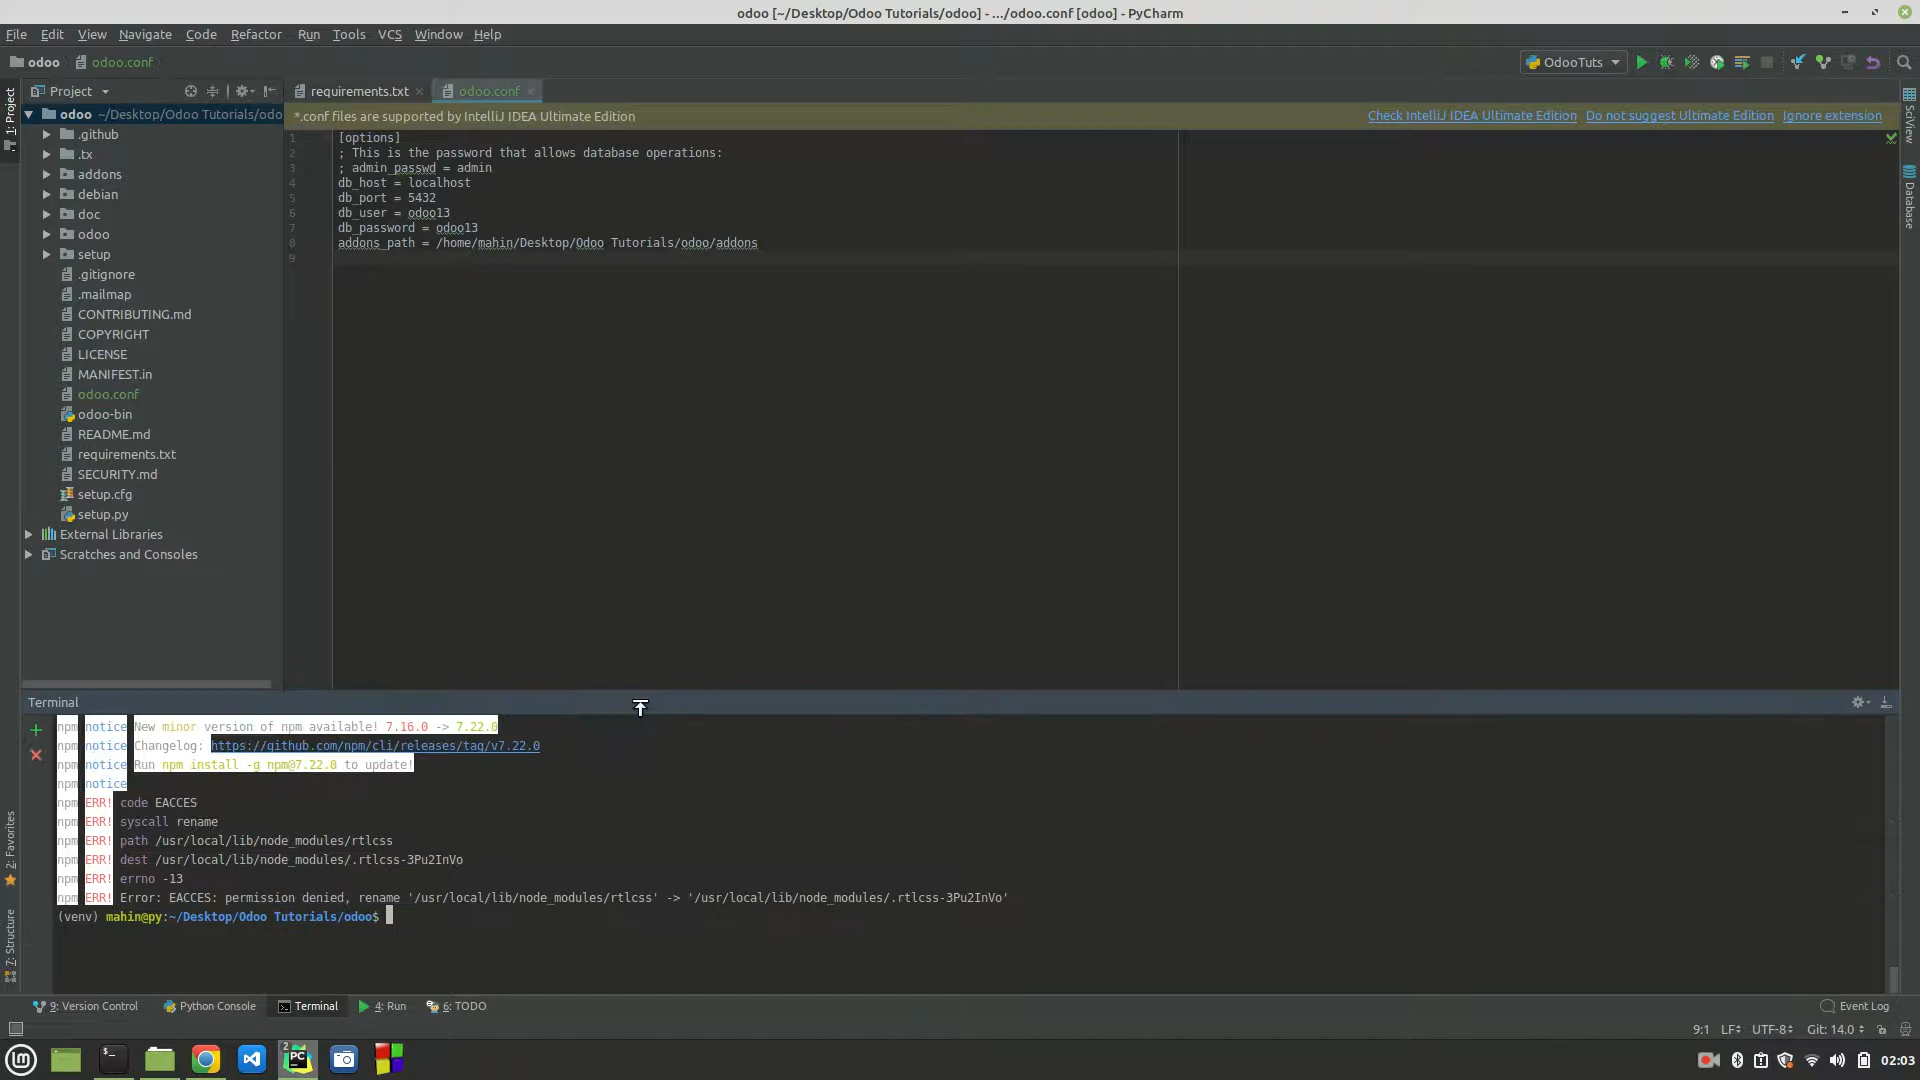 odoo [~/Desktop/Odoo Tutorials/odoo] - .../odoo.conf [odoo] - PyCharm
File Edit View Navigate Code Refactor Run Tools VCS Window Help
odoo odoo.conf OdooTuts
1: Project
Project
requirements.txt odoo.conf
odoo ~/Desktop/Odoo Tutorials/odo
.github
.tx
addons
debian
doc
odoo
setup
.gitignore
.mailmap
CONTRIBUTING.md
COPYRIGHT
LICENSE
MANIFEST.in
odoo.conf
odoo-bin
README.md
requirements.txt
SECURITY.md
setup.cfg
setup.py
External Libraries
Scratches and Consoles
*.conf files are supported by IntelliJ IDEA Ultimate Edition Check IntelliJ IDEA Ultimate Edition Do not suggest Ultimate Edition Ignore extension
1 [options]
2 ; This is the password that allows database operations:
3 ; admin_passwd = admin
4 db_host = localhost
5 db_port = 5432
6 db_user = odoo13
7 db_password = odoo13
8 addons_path = /home/mahin/Desktop/Odoo Tutorials/odoo/addons
9
SciView
Database
Terminal
npm notice New minor version of npm available! 7.16.0 -> 7.22.0
npm notice Changelog: https://github.com/npm/cli/releases/tag/v7.22.0
npm notice Run npm install -g npm@7.22.0 to update!
npm notice
npm ERR! code EACCES
npm ERR! syscall rename
npm ERR! path /usr/local/lib/node_modules/rtlcss
npm ERR! dest /usr/local/lib/node_modules/.rtlcss-3Pu2InVo
npm ERR! errno -13
npm ERR! Error: EACCES: permission denied, rename '/usr/local/lib/node_modules/rtlcss' -> '/usr/local/lib/node_modules/.rtlcss-3Pu2InVo'
(venv) mahin@py:~/Desktop/Odoo Tutorials/odoo$
2: Favorites
7: Structure
9: Version Control Python Console Terminal 4: Run 6: TODO Event Log
9:1 LF UTF-8 Git: 14.0
2 PC
02:03